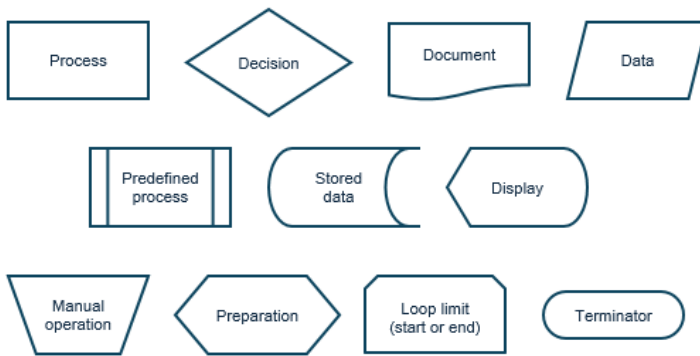 Process
Decision
Document
Data
Predefined
process
Stored
data
Display
Manual
operation
Preparation
Loop limit
(start or end)
Terminator